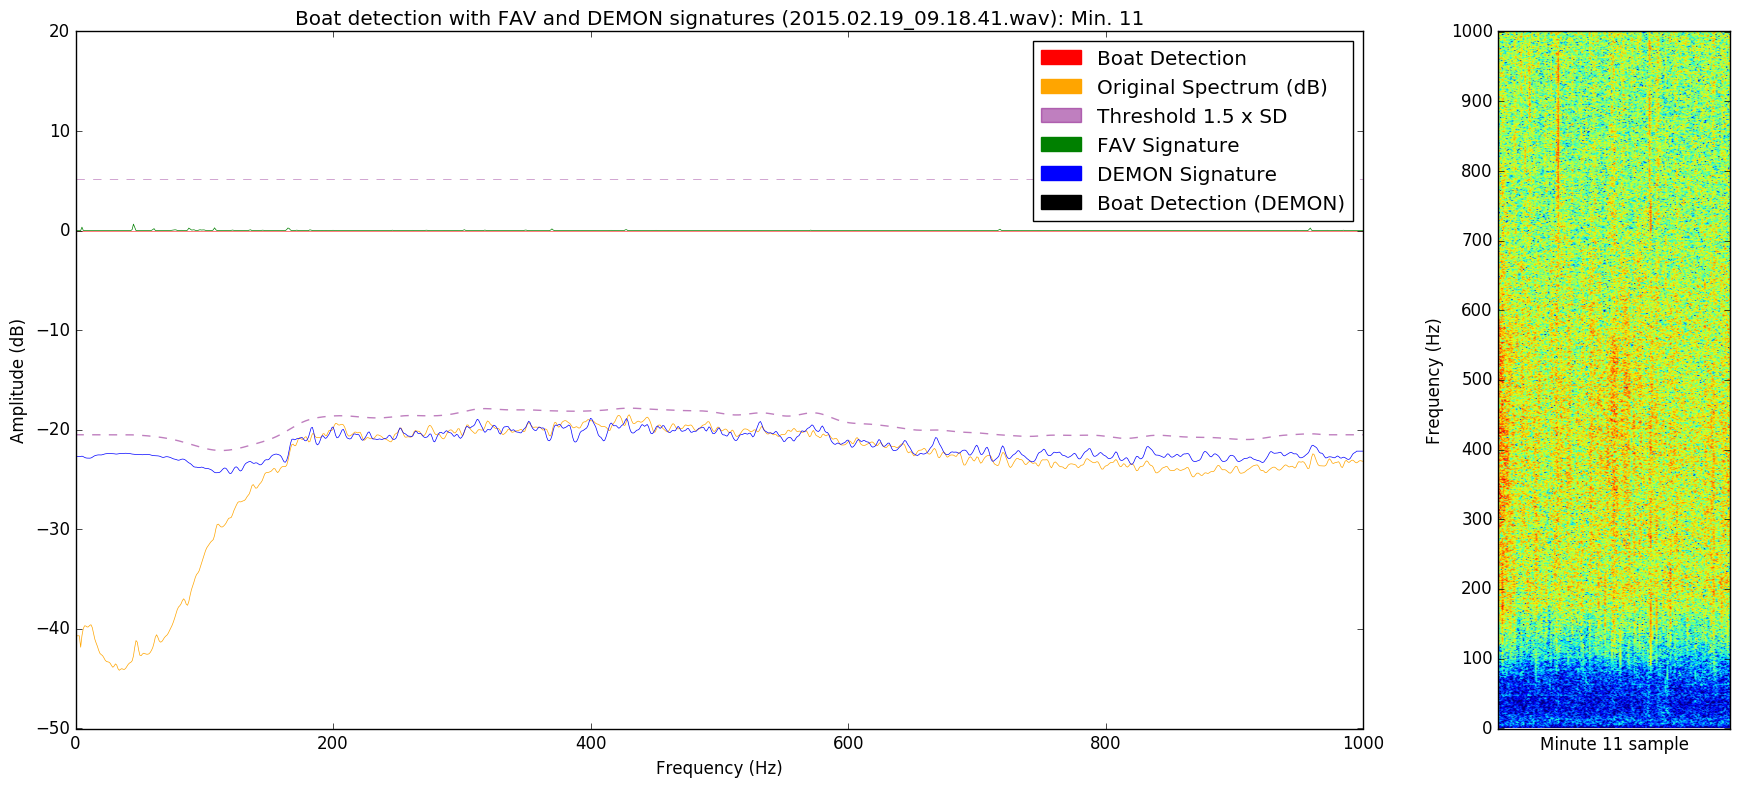 Boat detection with FAV and DEMON signatures (2015.02.19_09.18.41.wav): Min. 11
20
10
0
−10
−20
−30
−40
−50
Amplitude (dB)
0
200
400
600
800
1000
Frequency (Hz)
Boat Detection
Original Spectrum (dB)
Threshold 1.5 x SD
FAV Signature
DEMON Signature
Boat Detection (DEMON)
1000
900
800
700
600
500
400
300
200
100
0
Frequency (Hz)
Minute 11 sample